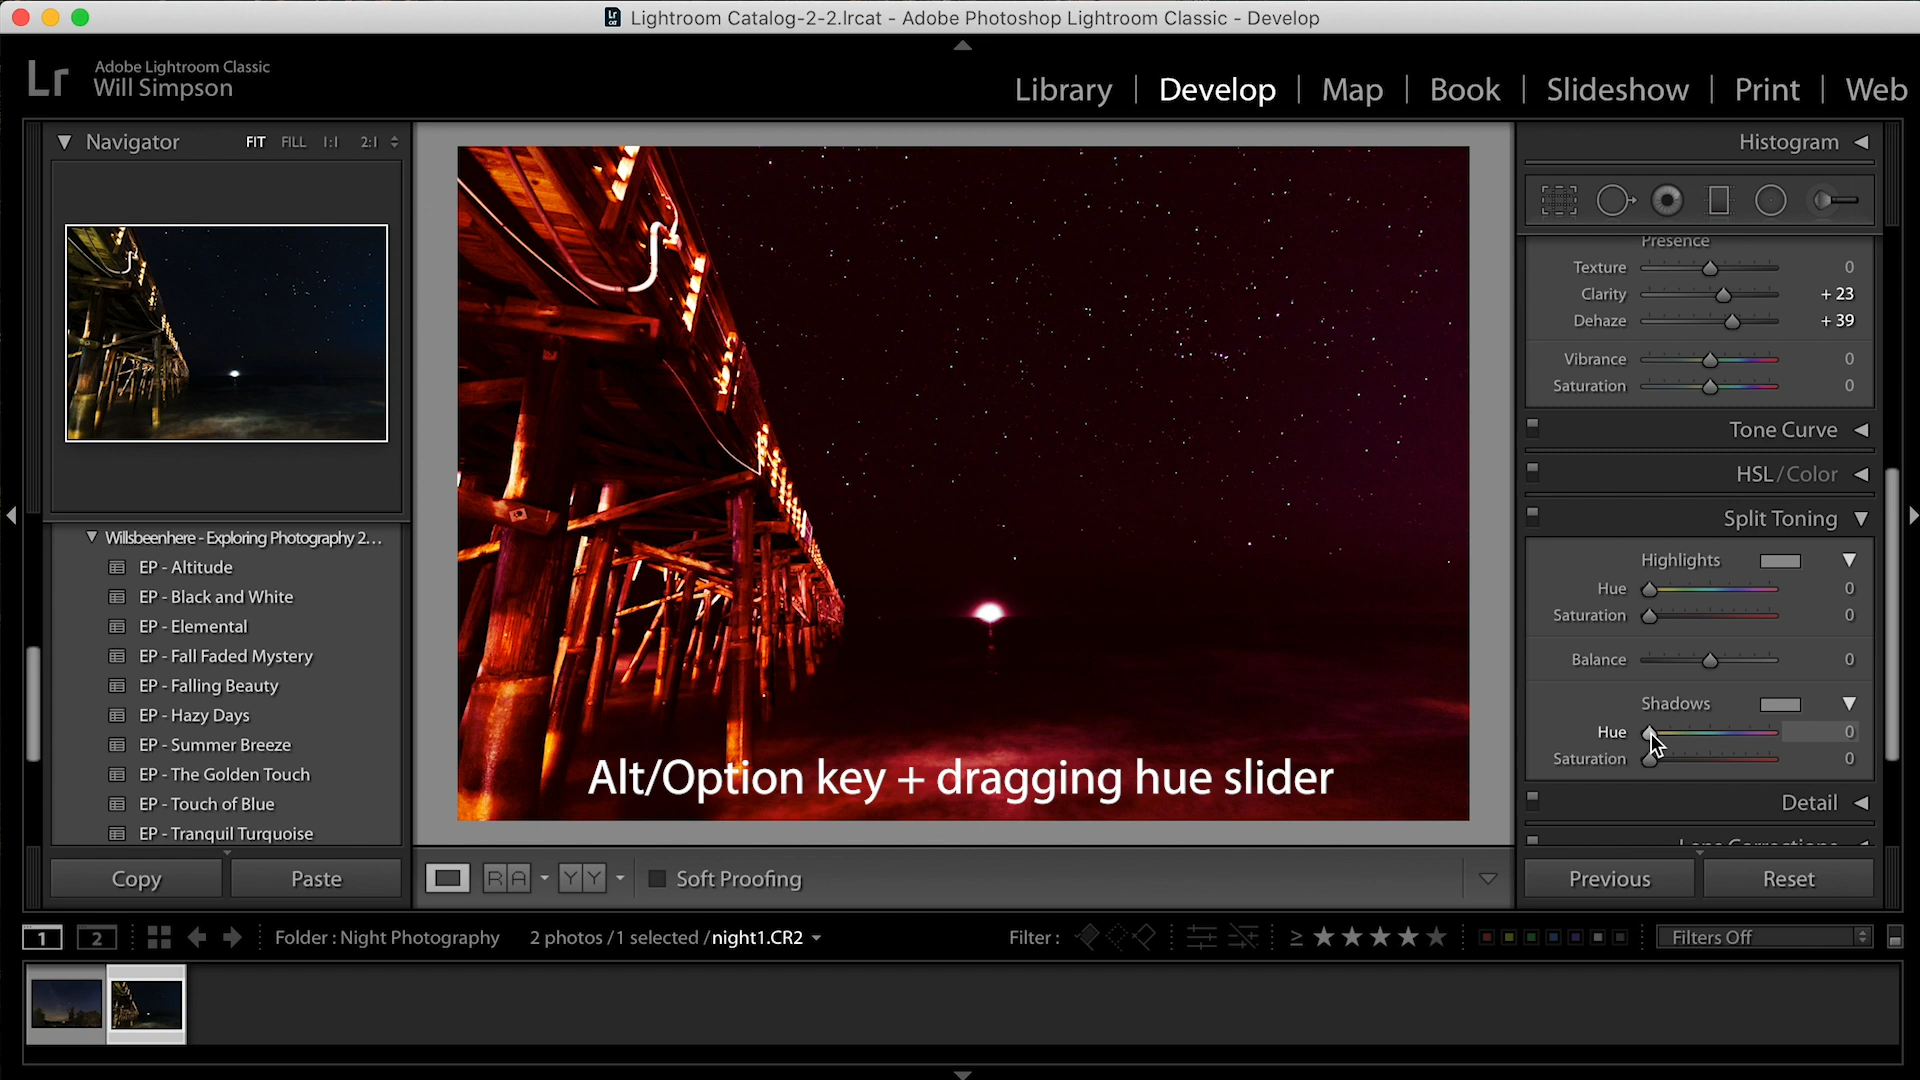 Lightroom Catalog-2-2.lrcat - Adobe Photoshop Lightroom Classic - Develop
Lr
Adobe Lightroom Classic
Will Simpson
Library | Develop | Map | Book | Slideshow | Print | Web
Navigator FIT FILL 1:1 2:1
Histogram
Presence
Texture 0
Clarity + 23
Dehaze + 39
Vibrance 0
Saturation 0
Tone Curve
HSL / Color
Split Toning
Highlights
Hue 0
Saturation 0
Balance 0
Shadows
Hue 0
Saturation 0
Detail
Lens Corrections
Willsbeenhere - Exploring Photography 2...
EP - Altitude
EP - Black and White
EP - Elemental
EP - Fall Faded Mystery
EP - Falling Beauty
EP - Hazy Days
EP - Summer Breeze
EP - The Golden Touch
EP - Touch of Blue
EP - Tranquil Turquoise
Alt/Option key + dragging hue slider
Copy Paste
R A Y Y Soft Proofing
Previous Reset
1 2 Folder : Night Photography 2 photos / 1 selected / night1.CR2 Filter : ≥ ★★★★★ Filters Off